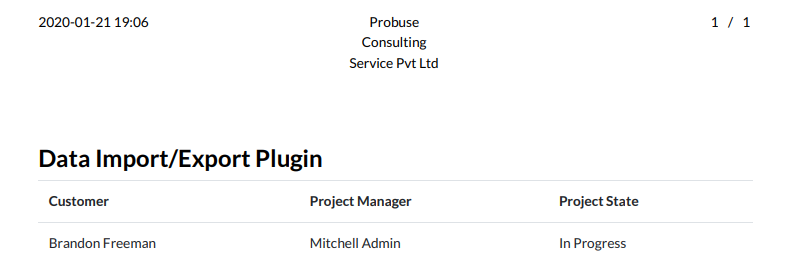 2020-01-21 19:06 Probuse 1 / 1
Consulting
Service Pvt Ltd
Data Import/Export Plugin
Customer Project Manager Project State
Brandon Freeman Mitchell Admin In Progress